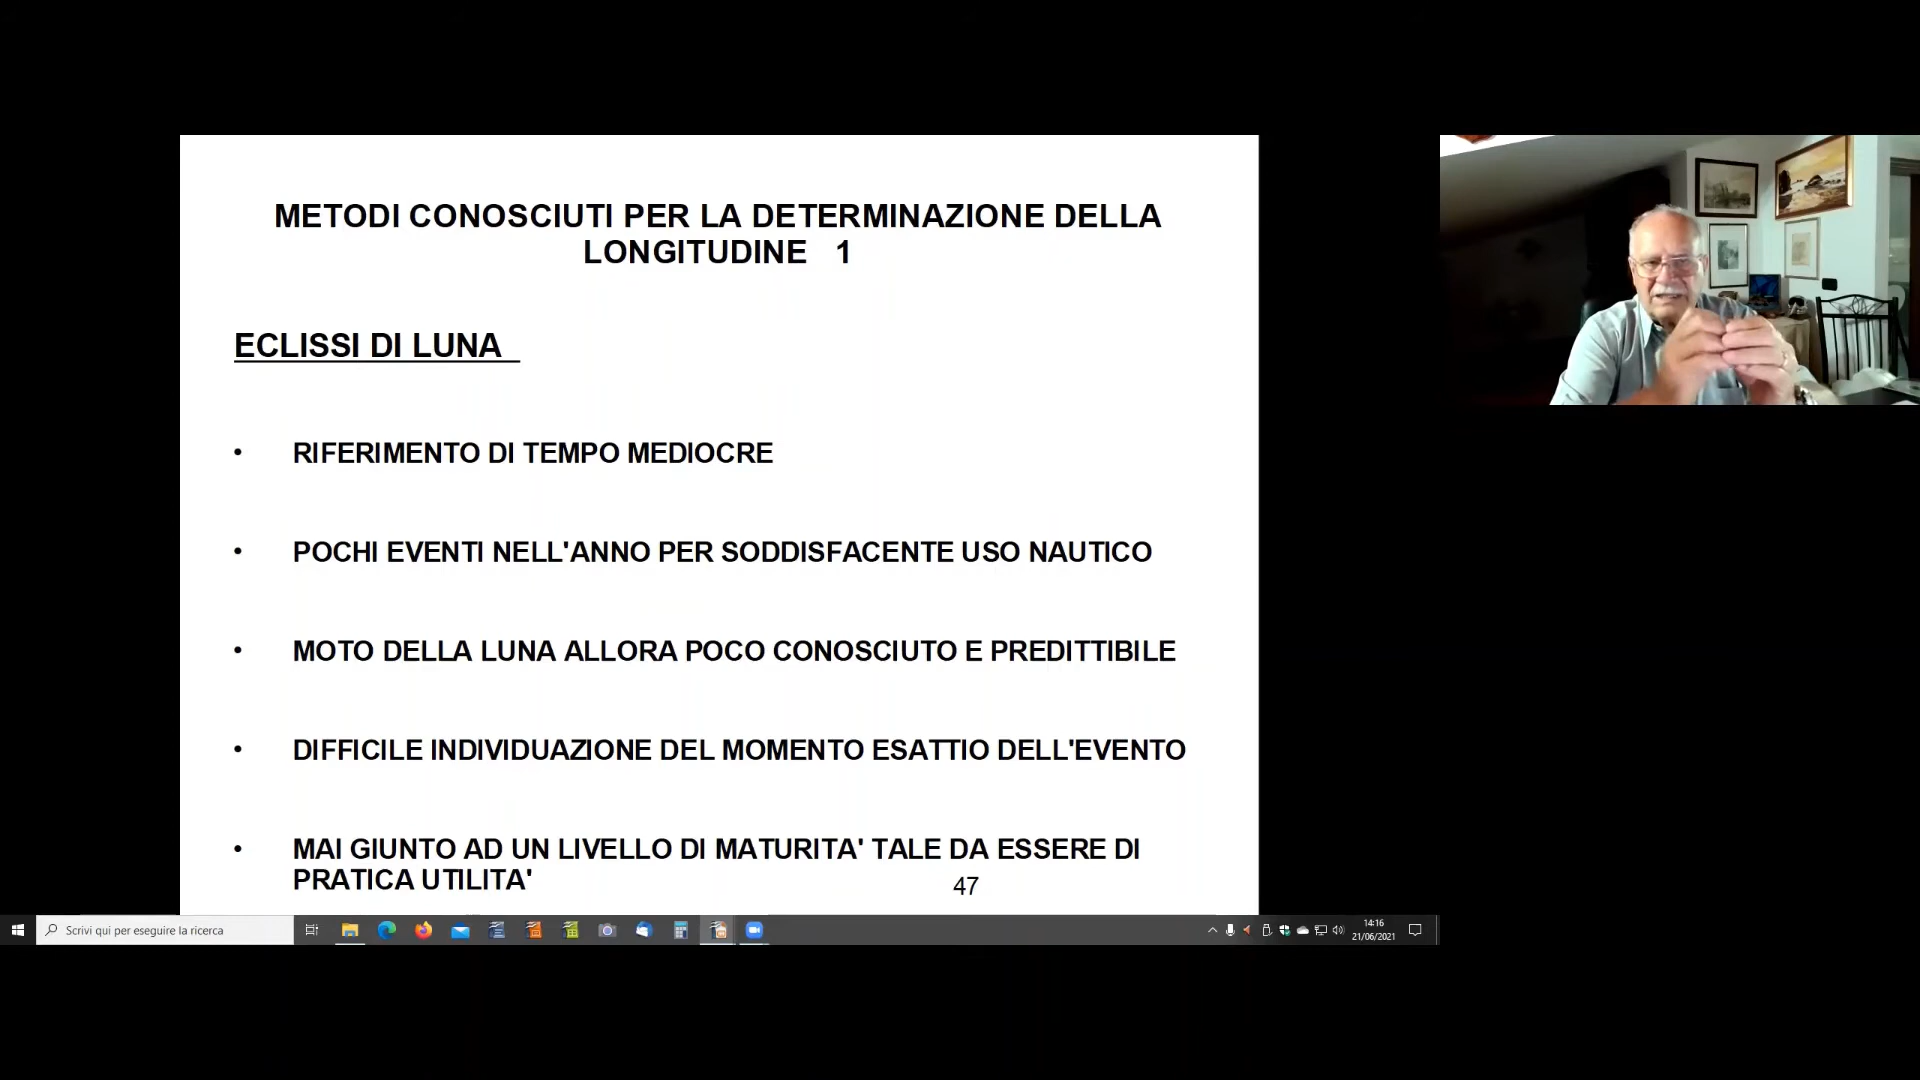 METODI CONOSCIUTI PER LA DETERMINAZIONE DELLA
LONGITUDINE 1
ECLISSI DI LUNA
• RIFERIMENTO DI TEMPO MEDIOCRE
• POCHI EVENTI NELL'ANNO PER SODDISFACENTE USO NAUTICO
• MOTO DELLA LUNA ALLORA POCO CONOSCIUTO E PREDITTIBILE
• DIFFICILE INDIVIDUAZIONE DEL MOMENTO ESATTIO DELL'EVENTO
• MAI GIUNTO AD UN LIVELLO DI MATURITA' TALE DA ESSERE DI
PRATICA UTILITA'
47
Scrivi qui per eseguire la ricerca
14:16
21/06/2021